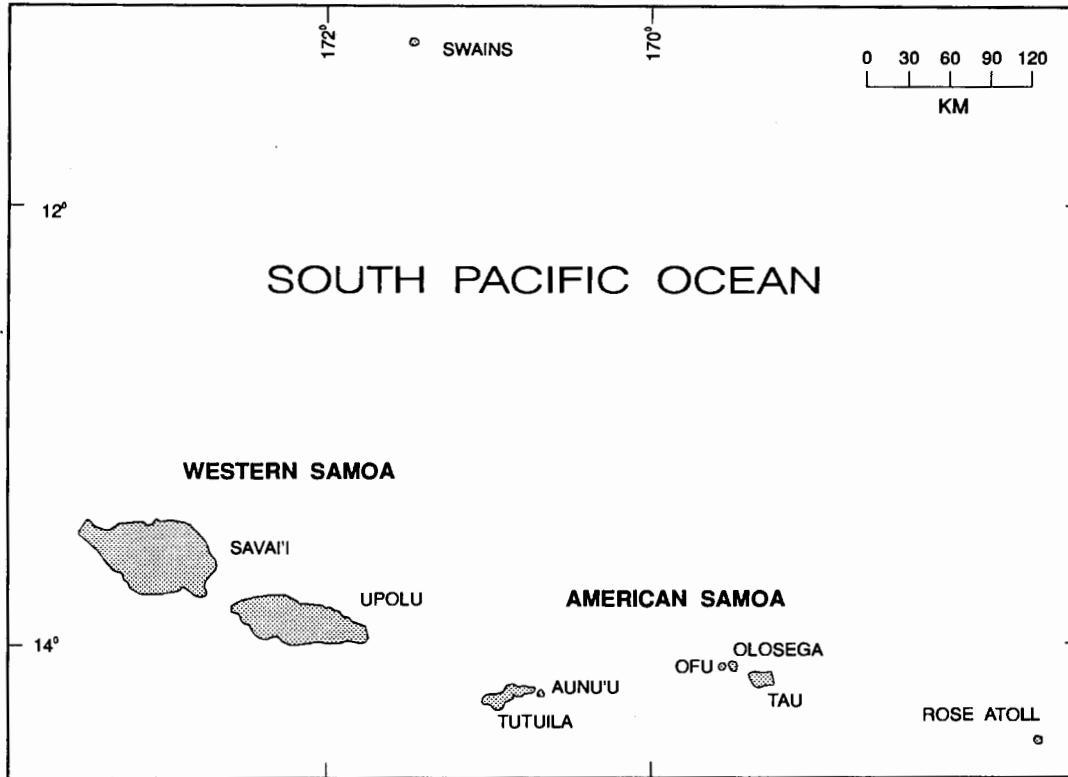 172°
170°
SWAINS
0 30 60 90 120
KM
12°
SOUTH PACIFIC OCEAN
WESTERN SAMOA
SAVAI'I
UPOLU
AMERICAN SAMOA
14°
OLOSEGA
OFU
AUNU'U
TAU
TUTUILA
ROSE ATOLL